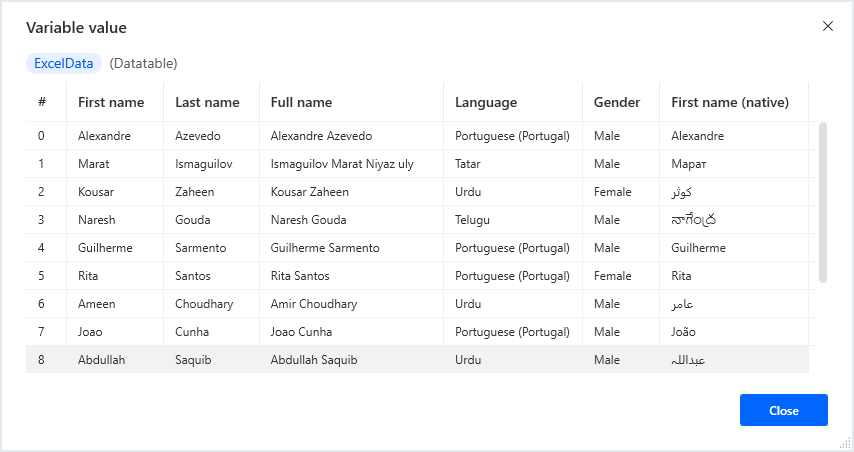 Variable value
ExcelData (Datatable)
# First name Last name Full name Language Gender First name (native)
0 Alexandre Azevedo Alexandre Azevedo Portuguese (Portugal) Male Alexandre
1 Marat Ismaguilov Ismaguilov Marat Niyaz uly Tatar Male Марат
2 Kousar Zaheen Kousar Zaheen Urdu Female کوثر
3 Naresh Gouda Naresh Gouda Telugu Male నాగేంద్ర
4 Guilherme Sarmento Guilherme Sarmento Portuguese (Portugal) Male Guilherme
5 Rita Santos Rita Santos Portuguese (Portugal) Female Rita
6 Ameen Choudhary Amir Choudhary Urdu Male عامر
7 Joao Cunha Joao Cunha Portuguese (Portugal) Male João
8 Abdullah Saquib Abdullah Saquib Urdu Male عبداللہ
Close